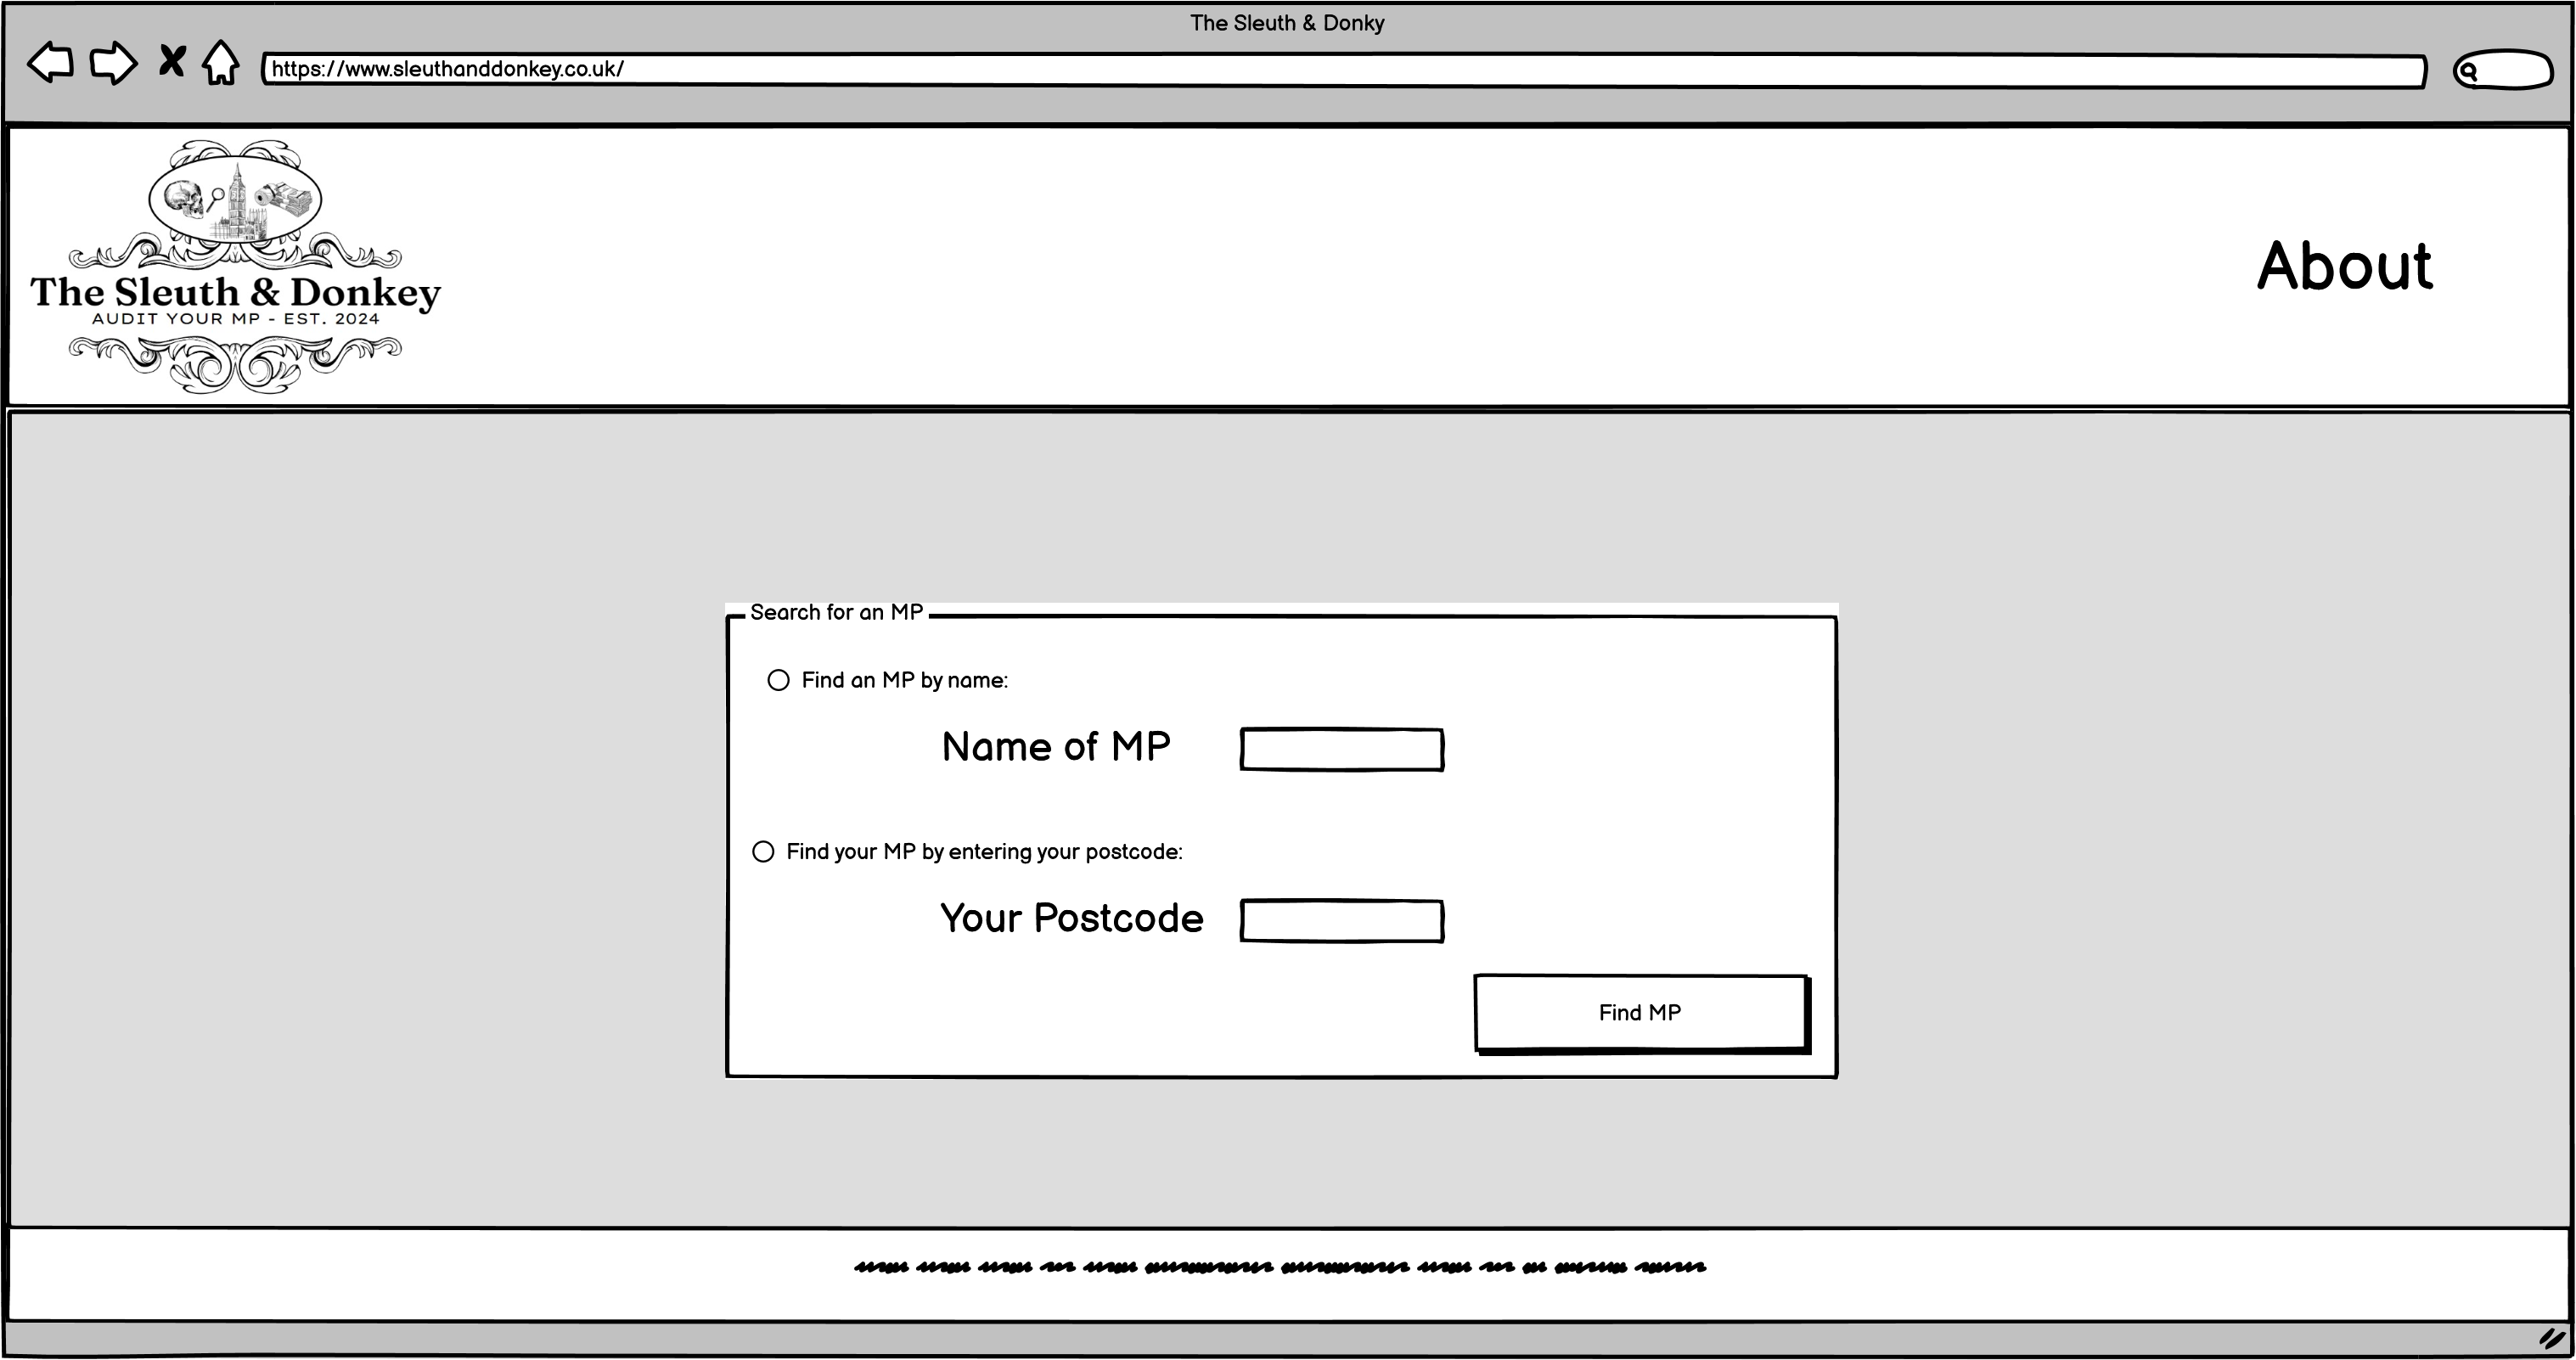 The Sleuth & Donky
https://www.sleuthanddonkey.co.uk/
The Sleuth & Donkey
AUDIT YOUR MP - EST. 2024
About
Search for an MP
Find an MP by name:
Name of MP
Find your MP by entering your postcode:
Your Postcode
Find MP